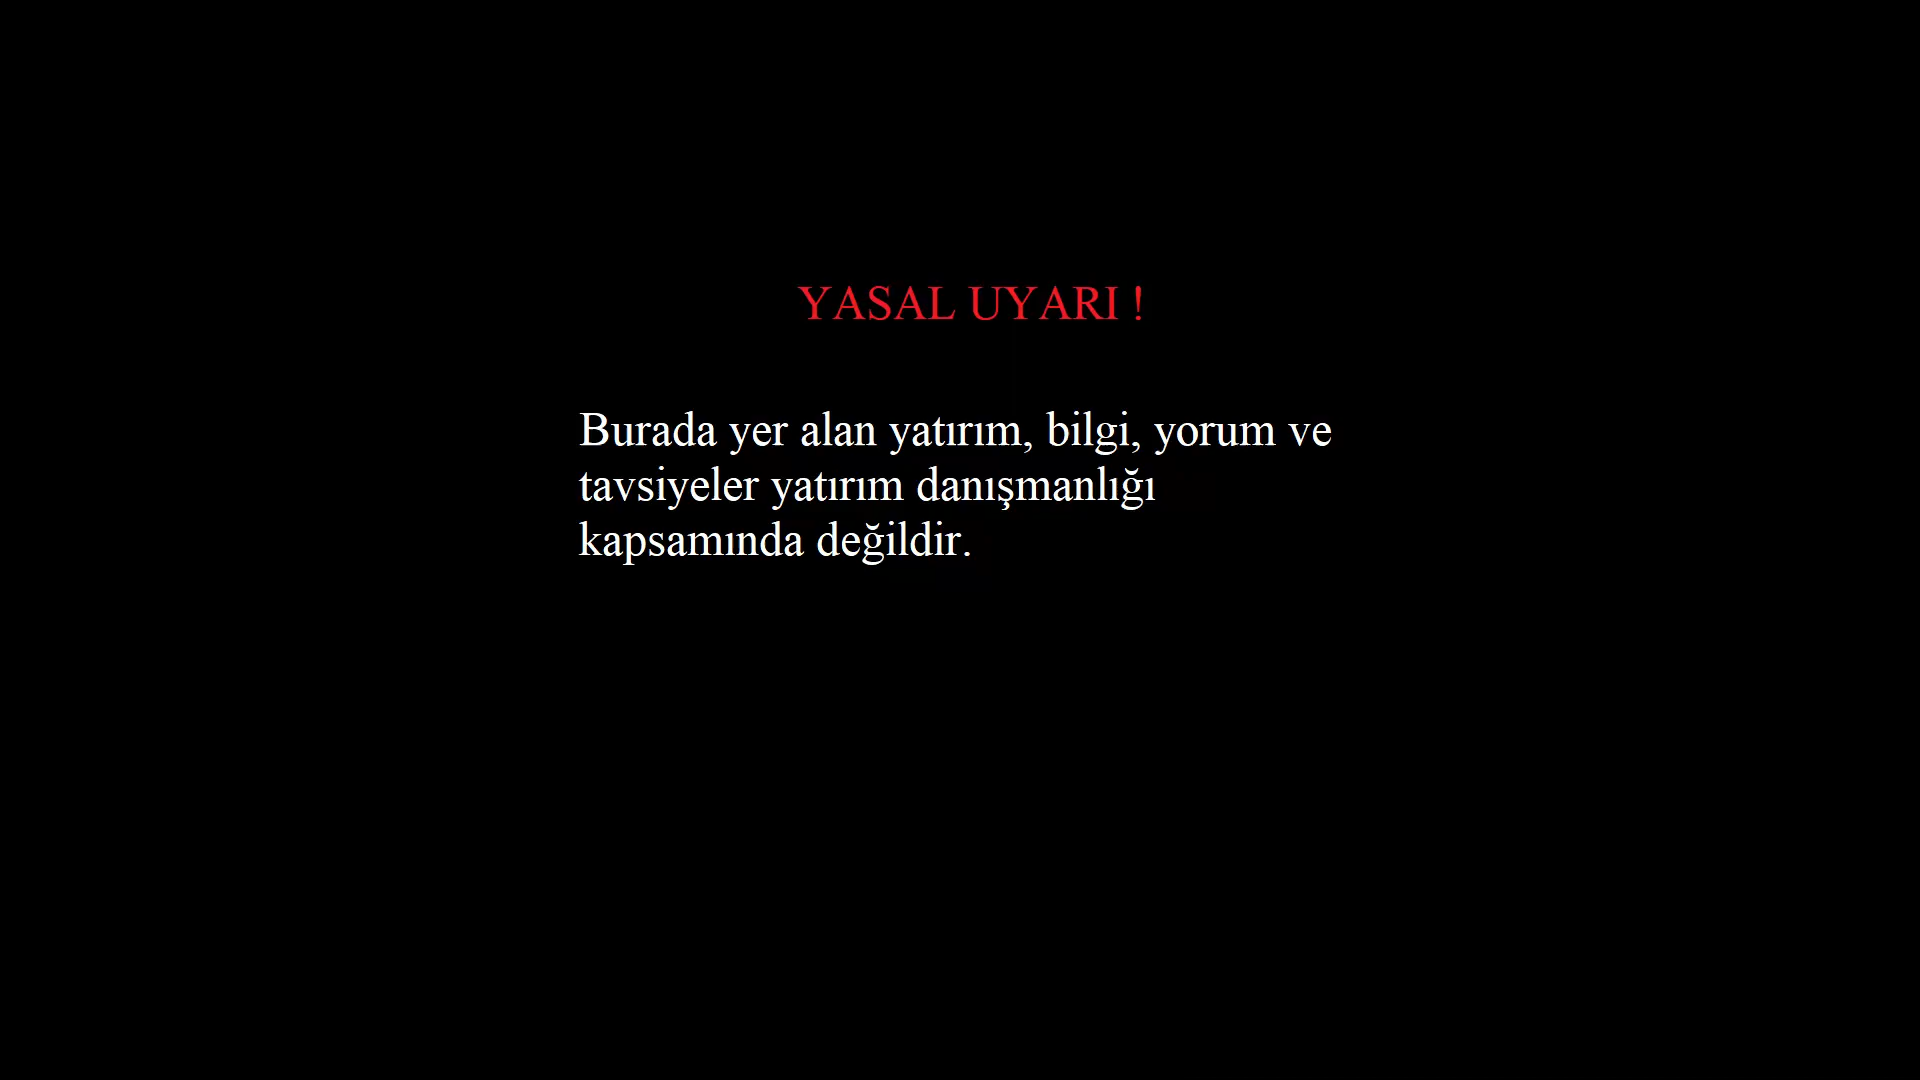 YASAL UYARI !
Burada yer alan yatırım, bilgi, yorum ve
tavsiyeler yatırım danışmanlığı
kapsamında değildir.